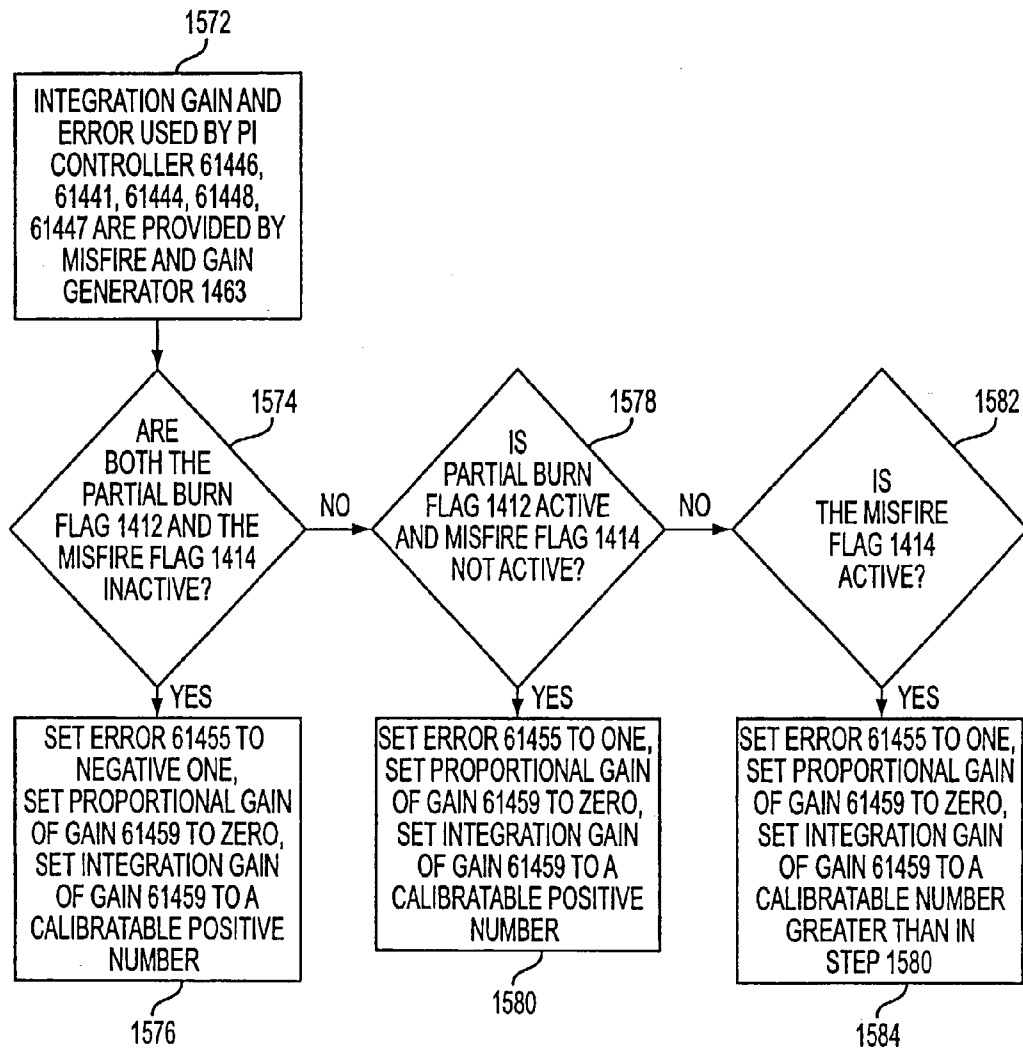 1572
INTEGRATION GAIN AND
ERROR USED BY PI
CONTROLLER 61446,
61441, 61444, 61448,
61447 ARE PROVIDED BY
MISFIRE AND GAIN
GENERATOR 1463
1574
ARE
BOTH THE
PARTIAL BURN
FLAG 1412 AND THE
MISFIRE FLAG 1414
INACTIVE?
NO
YES
1578
IS
PARTIAL BURN
FLAG 1412 ACTIVE
AND MISFIRE FLAG 1414
NOT ACTIVE?
NO
YES
1582
IS
THE MISFIRE
FLAG 1414
ACTIVE?
YES
SET ERROR 61455 TO
NEGATIVE ONE,
SET PROPORTIONAL GAIN
OF GAIN 61459 TO ZERO,
SET INTEGRATION GAIN
OF GAIN 61459 TO A
CALIBRATABLE POSITIVE
NUMBER
1576
SET ERROR 61455 TO ONE,
SET PROPORTIONAL GAIN
OF GAIN 61459 TO ZERO,
SET INTEGRATION GAIN
OF GAIN 61459 TO A
CALIBRATABLE POSITIVE
NUMBER
1580
SET ERROR 61455 TO ONE,
SET PROPORTIONAL GAIN
OF GAIN 61459 TO ZERO,
SET INTEGRATION GAIN
OF GAIN 61459 TO A
CALIBRATABLE NUMBER
GREATER THAN IN
STEP 1580
1584